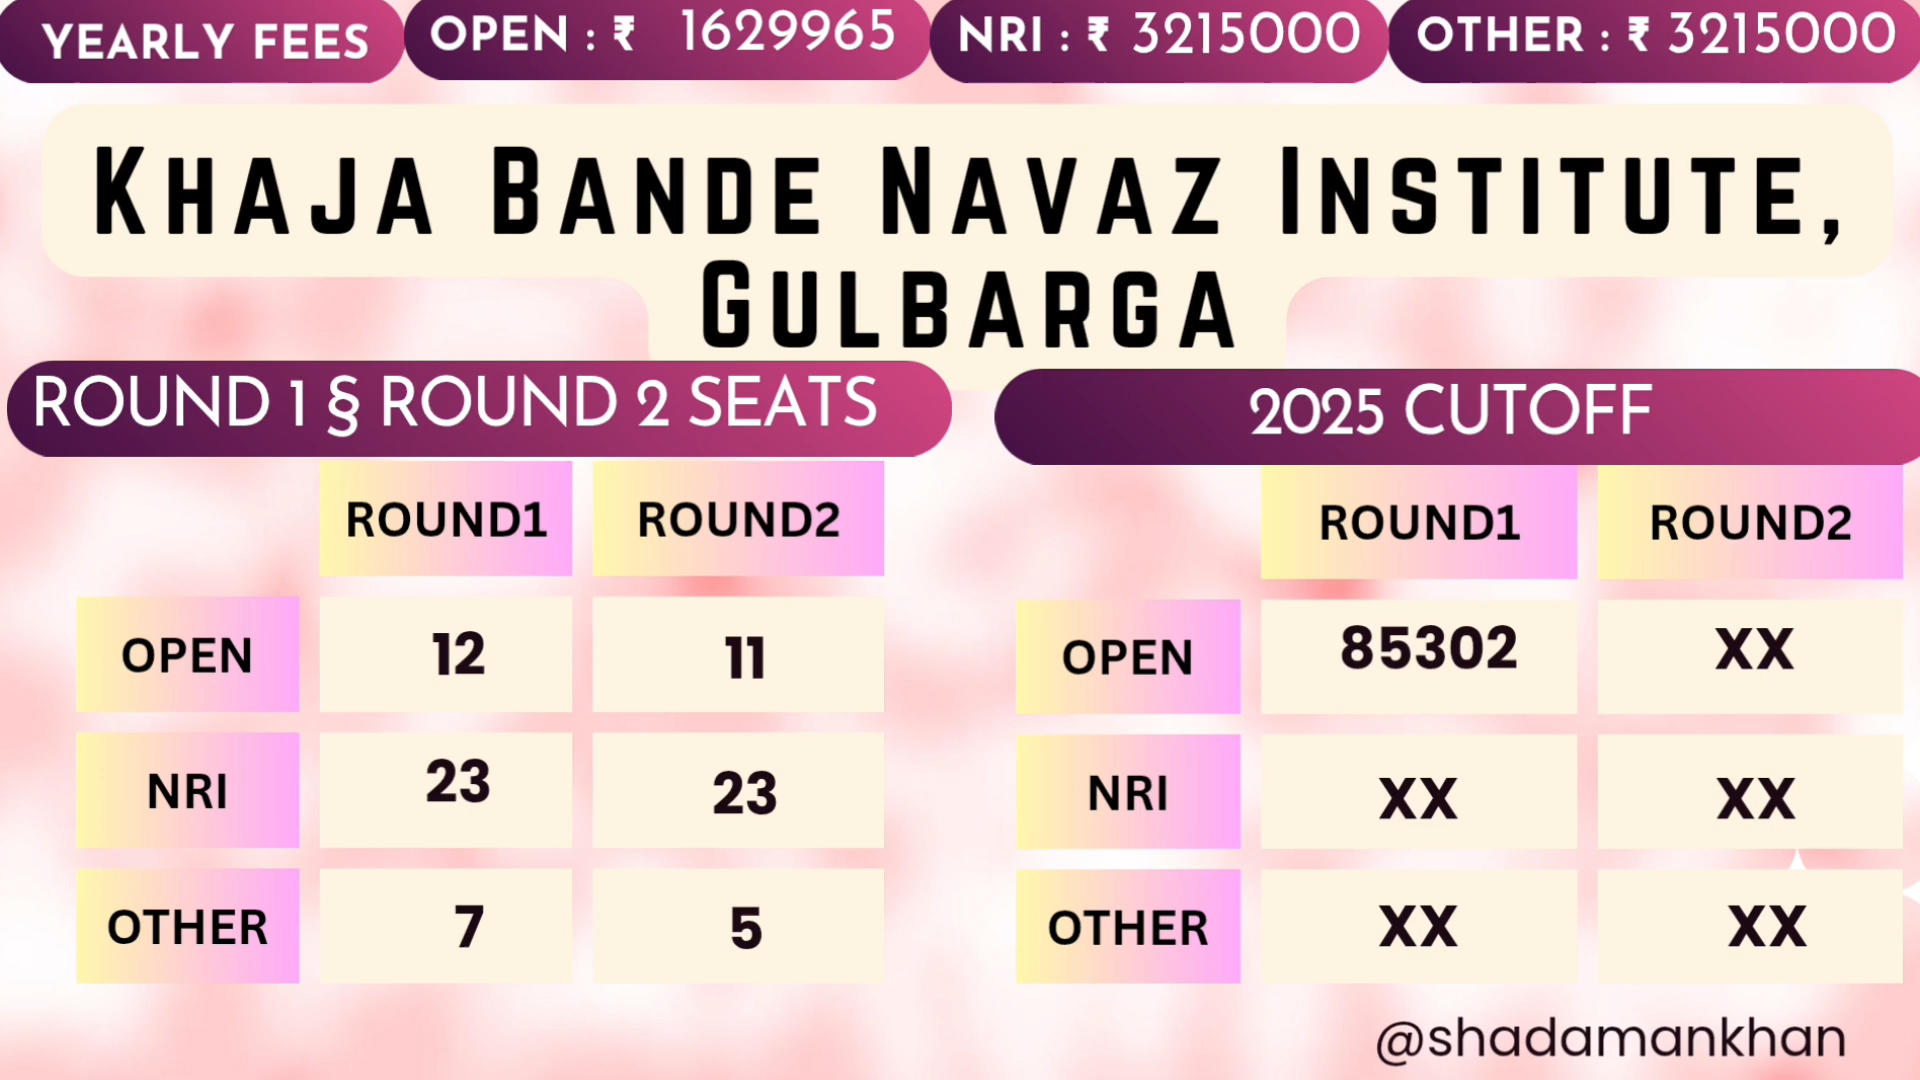 YEARLY FEES
OPEN : ₹ 1629965
NRI : ₹ 3215000
OTHER : ₹ 3215000
KHAJA BANDE NAVAZ INSTITUTE,
GULBARGA
ROUND 1 § ROUND 2 SEATS
ROUND1 ROUND2
OPEN 12 11
NRI 23 23
OTHER 7 5
2025 CUTOFF
ROUND1 ROUND2
OPEN 85302 XX
NRI XX XX
OTHER XX XX
@shadamankhan